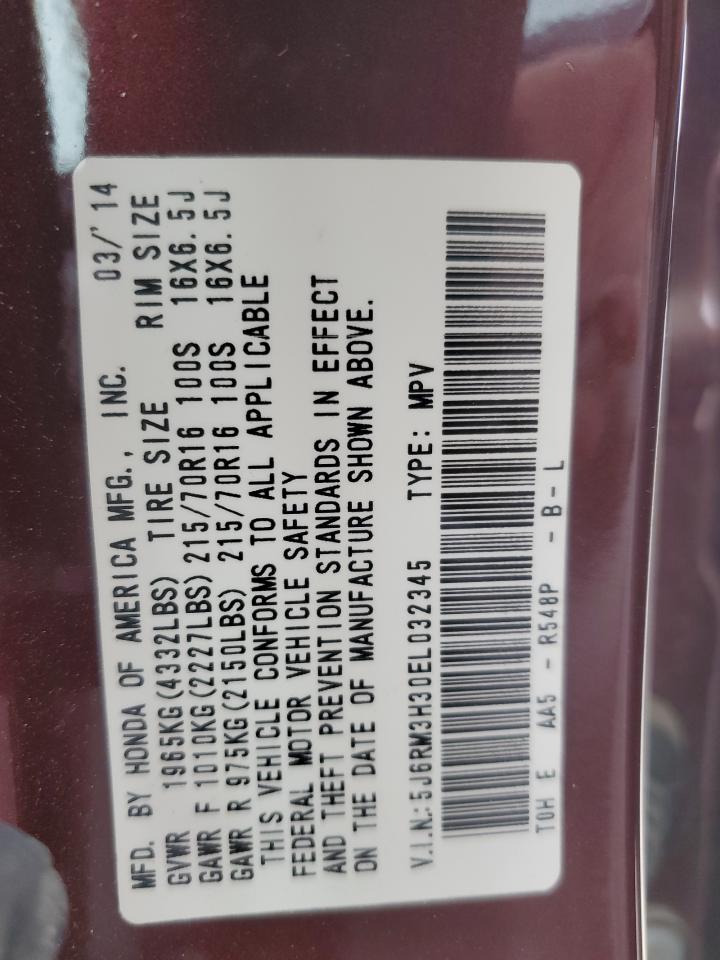 MFD. BY HONDA OF AMERICA MFG., INC. 03/'14
GVWR 1965KG(4332LBS) TIRE SIZE RIM SIZE
GAWR F 1010KG(2227LBS) 215/70R16 100S 16X6.5J
GAWR R 975KG(2150LBS) 215/70R16 100S 16X6.5J
THIS VEHICLE CONFORMS TO ALL APPLICABLE
FEDERAL MOTOR VEHICLE SAFETY
AND THEFT PREVENTION STANDARDS IN EFFECT
ON THE DATE OF MANUFACTURE SHOWN ABOVE.
V.I.N.: 5J6RM3H30EL032345 TYPE: MPV
TOH E AA5 - R548P - B - L